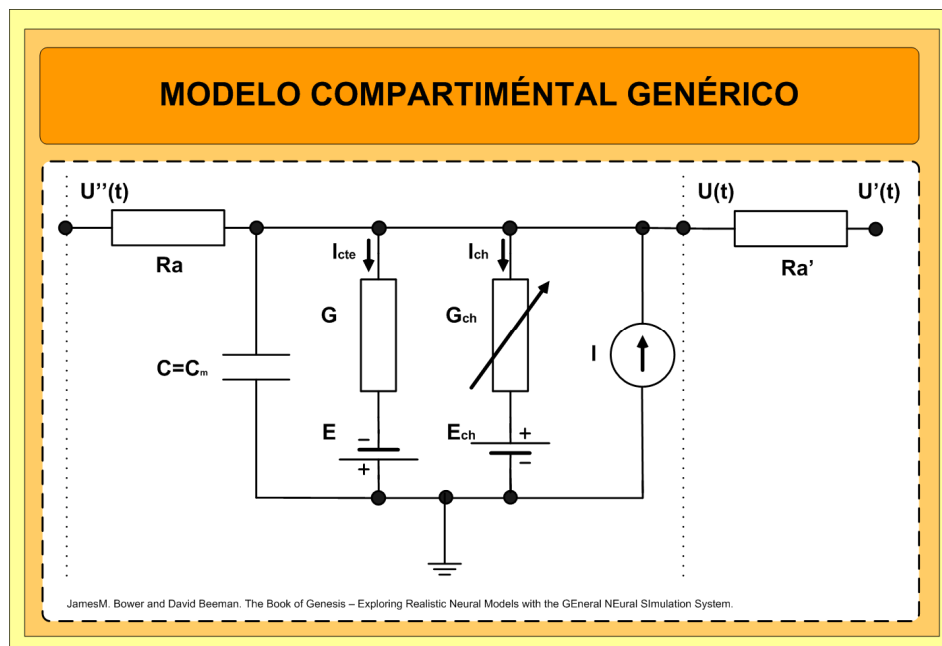 MODELO COMPARTIMÉNTAL GENÉRICO
U’’(t)
U(t)
U’(t)
Ra
Icte
Ich
Ra’
G
Gch
I
C=Cm
E
−
+
Ech
+
−
JamesM. Bower and David Beeman. The Book of Genesis – Exploring Realistic Neural Models with the GEneral NEural SImulation System.